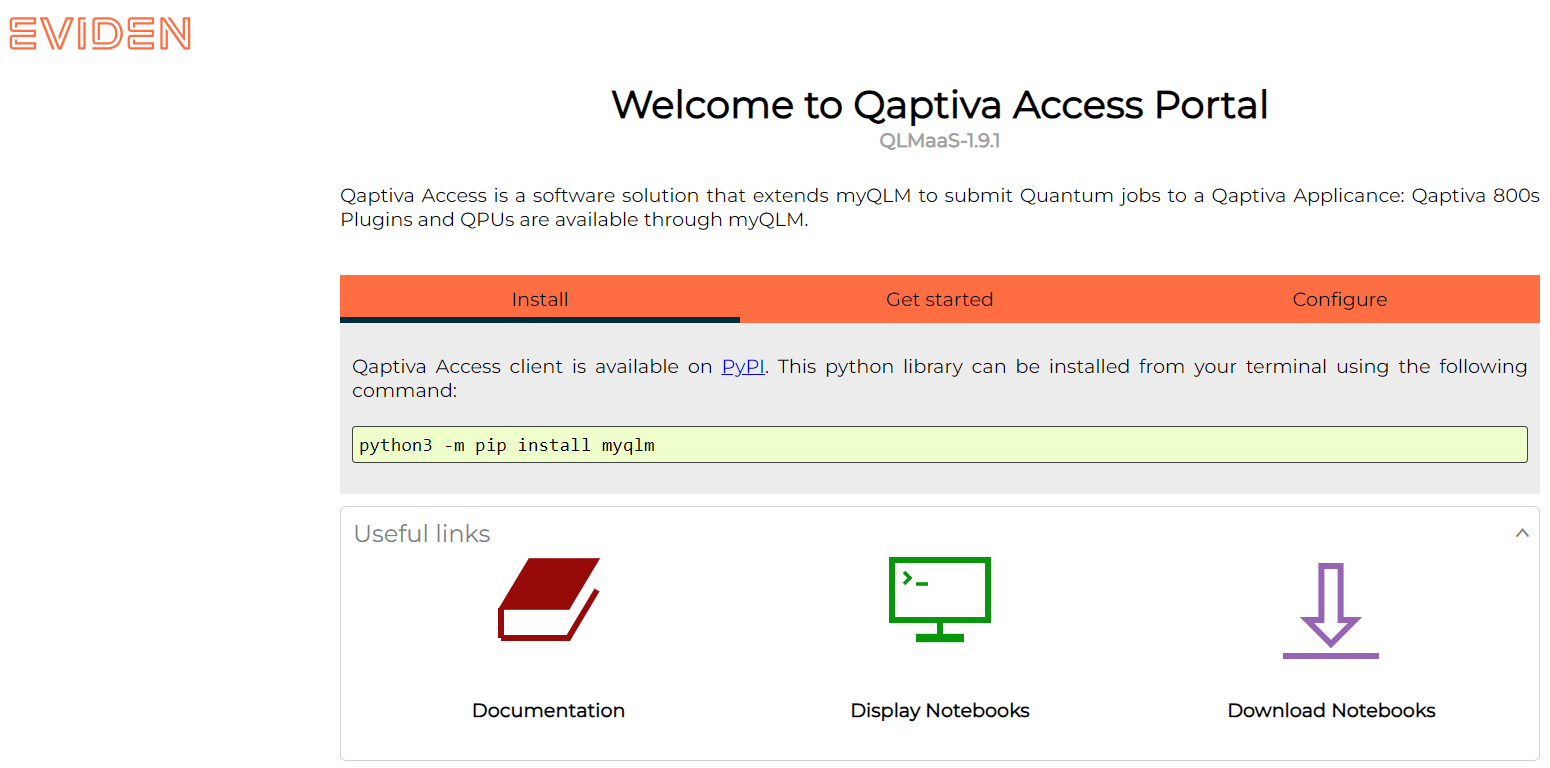 EVIDEN
Welcome to Qaptiva Access Portal
QLMaaS-1.9.1
Qaptiva Access is a software solution that extends myQLM to submit Quantum jobs to a Qaptiva Applicance: Qaptiva 800s
Plugins and QPUs are available through myQLM.
Install
Get started
Configure
Qaptiva Access client is available on PyPI. This python library can be installed from your terminal using the following
command:
python3 -m pip install myqlm
Useful links
>_
Documentation
Display Notebooks
Download Notebooks